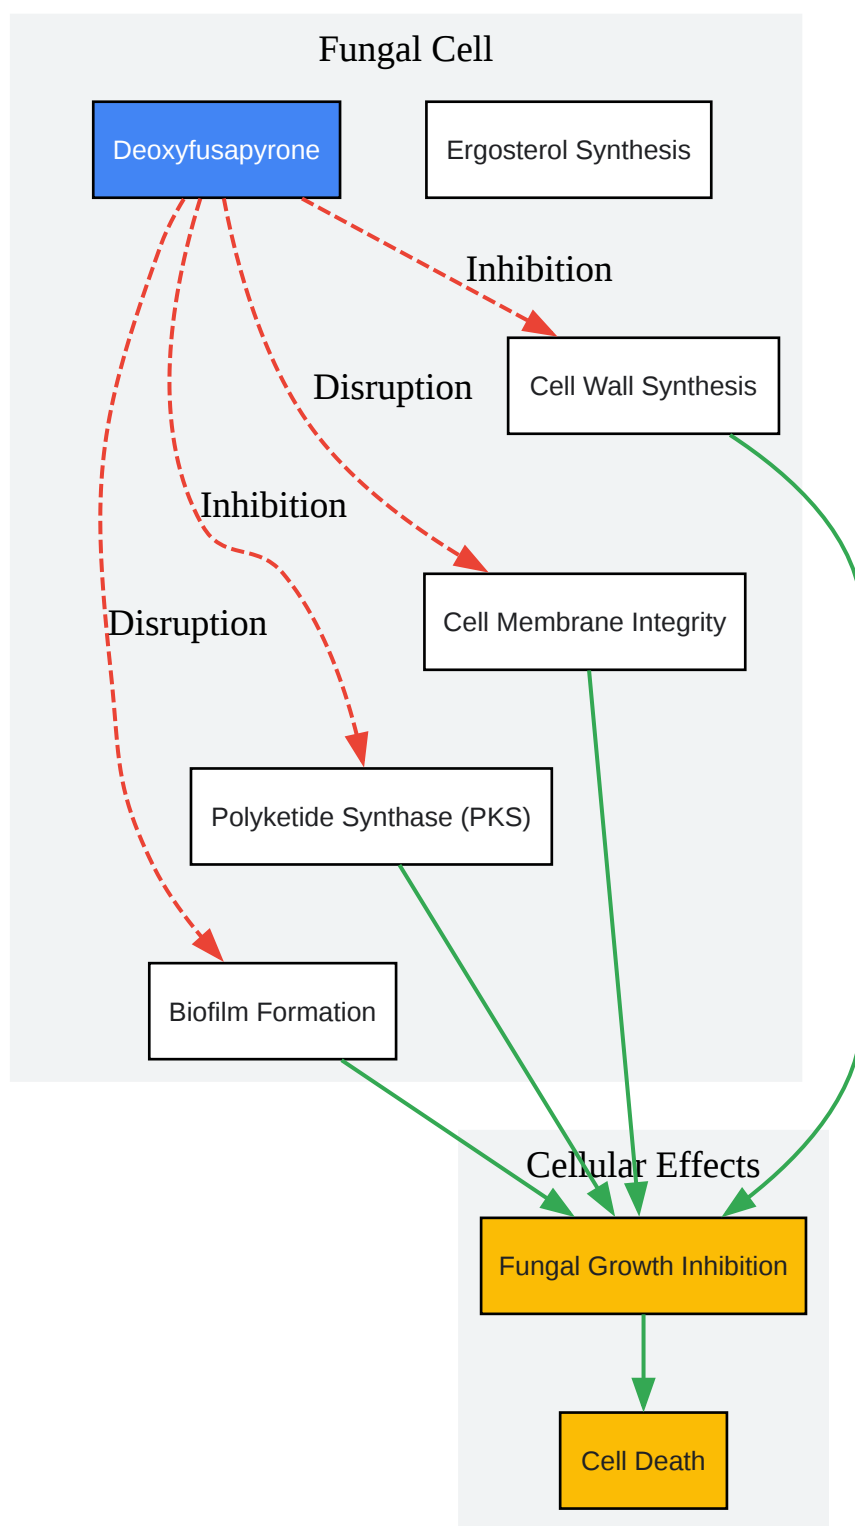 Fungal Cell
Deoxyfusapyrone
Ergosterol Synthesis
Inhibition
Cell Wall Synthesis
Disruption
Inhibition
Cell Membrane Integrity
Disruption
Polyketide Synthase (PKS)
Biofilm Formation
Cellular Effects
Fungal Growth Inhibition
Cell Death